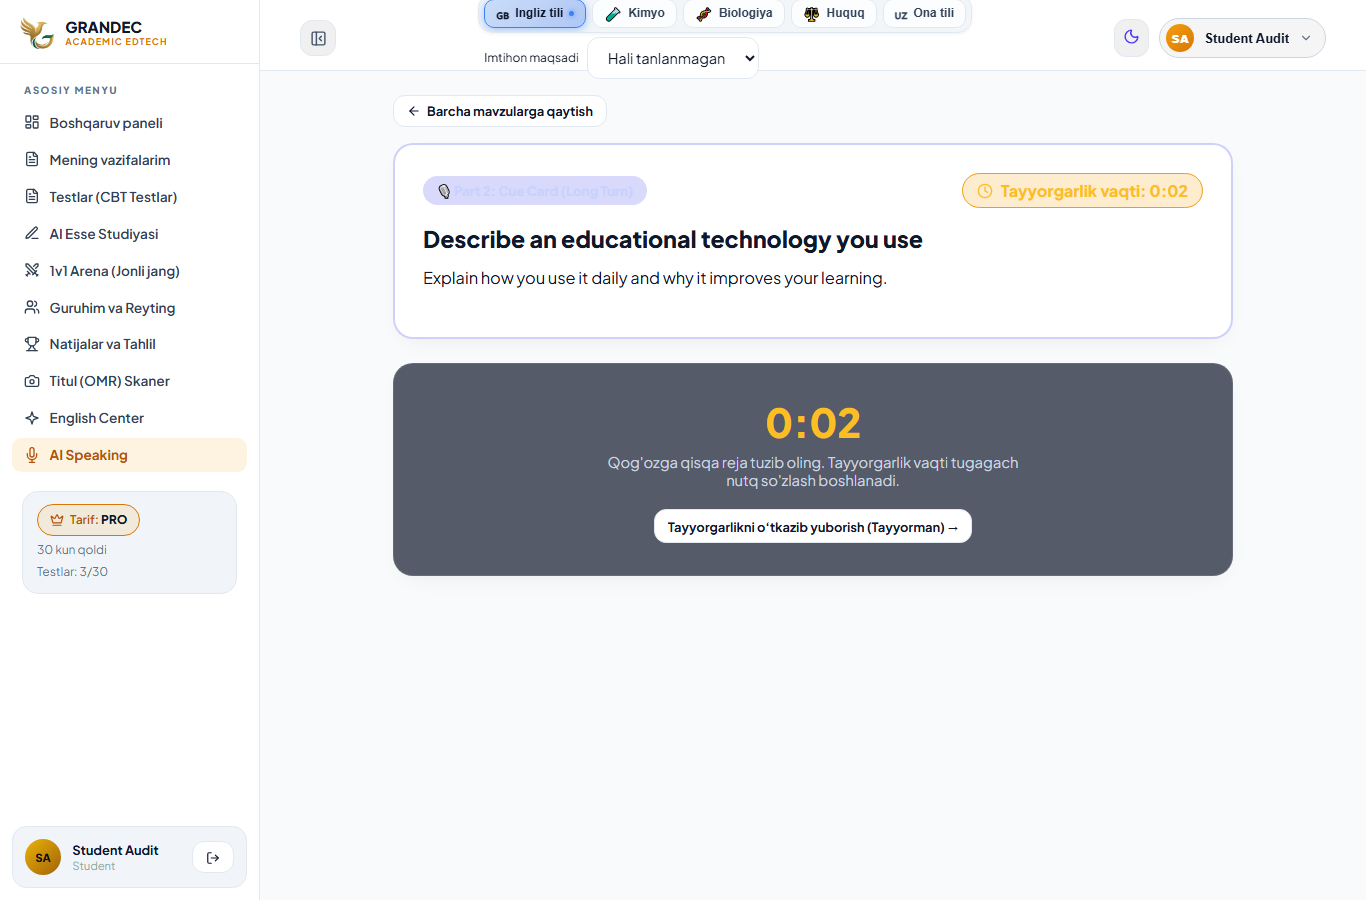 GRANDEC
ACADEMIC EDTECH
ASOSIY MENYU
Boshqaruv paneli
Mening vazifalarim
Testlar (CBT Testlar)
AI Esse Studiyasi
1v1 Arena (Jonli jang)
Guruhim va Reyting
Natijalar va Tahlil
Titul (OMR) Skaner
English Center
AI Speaking
Tarif: PRO
30 kun qoldi
Testlar: 3/30
SA
Student Audit
Student
GB Ingliz tili
Kimyo
Biologiya
Huquq
UZ Ona tili
Imtihon maqsadi
Hali tanlanmagan
SA Student Audit
← Barcha mavzularga qaytish
Part 2: Cue Card (Long Turn)
Tayyorgarlik vaqti: 0:02
Describe an educational technology you use
Explain how you use it daily and why it improves your learning.
0:02
Qog'ozga qisqa reja tuzib oling. Tayyorgarlik vaqti tugagach
nutq so'zlash boshlanadi.
Tayyorgarlikni o‘tkazib yuborish (Tayyorman) →